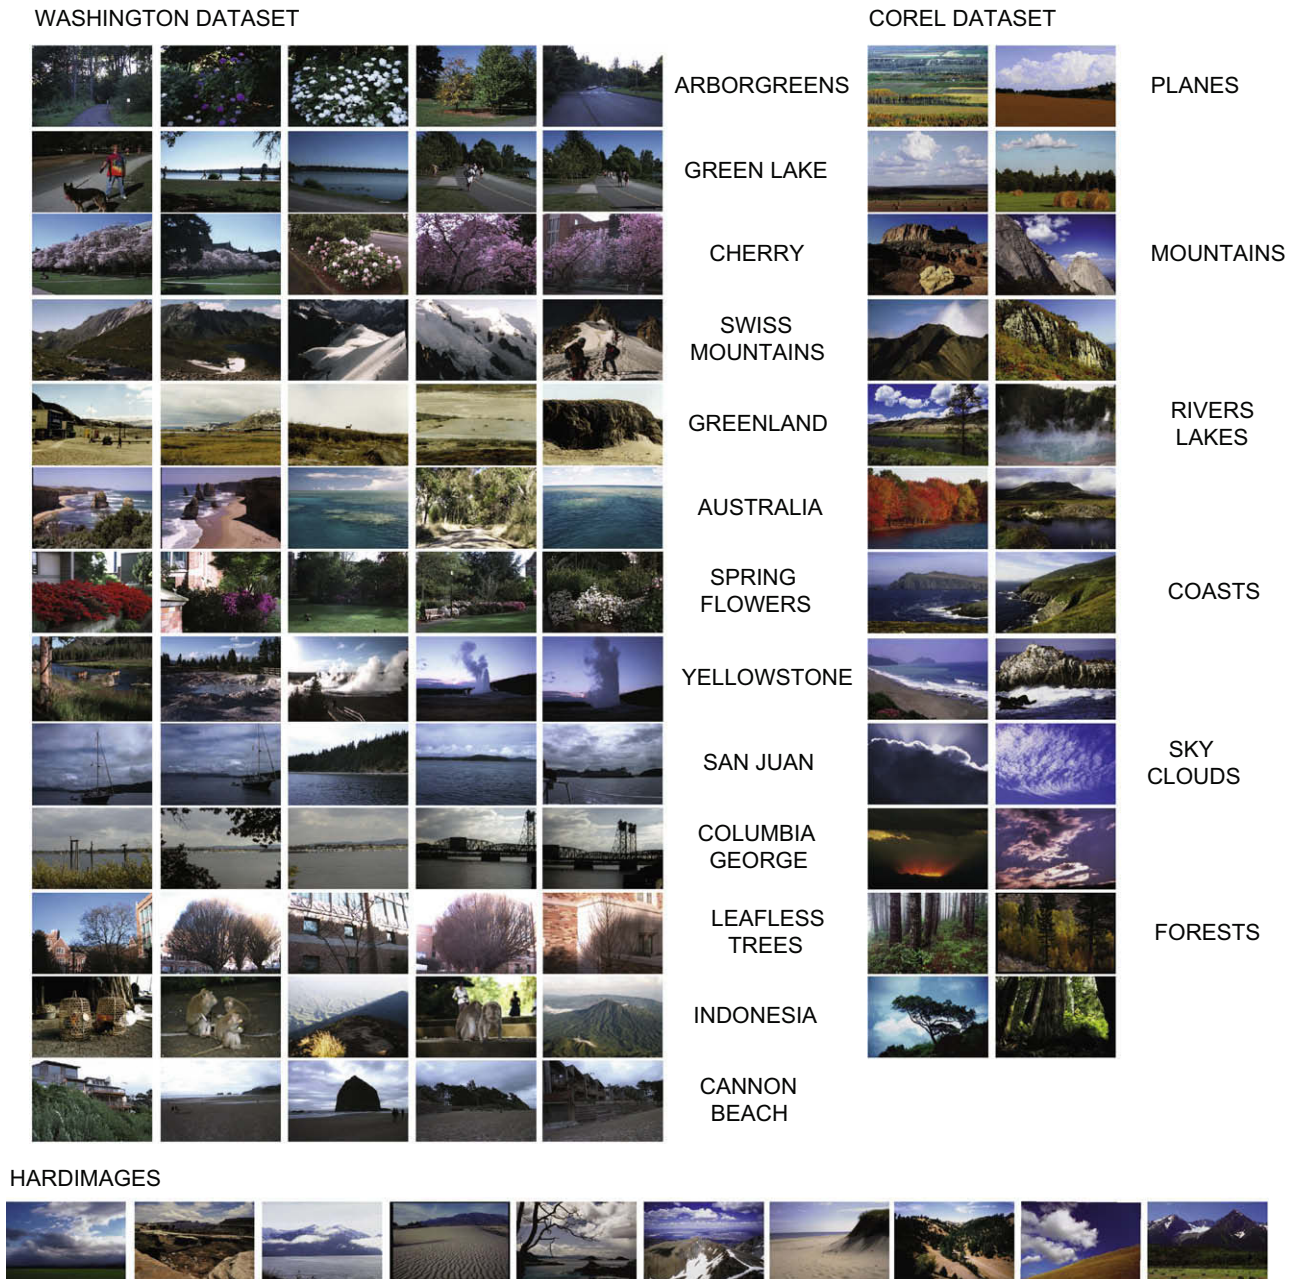 WASHINGTON DATASET
ARBORGREENS
GREEN LAKE
CHERRY
SWISS
MOUNTAINS
GREENLAND
AUSTRALIA
SPRING
FLOWERS
YELLOWSTONE
SAN JUAN
COLUMBIA
GEORGE
LEAFLESS
TREES
INDONESIA
CANNON
BEACH
COREL DATASET
PLANES
MOUNTAINS
RIVERS
LAKES
COASTS
SKY
CLOUDS
FORESTS
HARDIMAGES